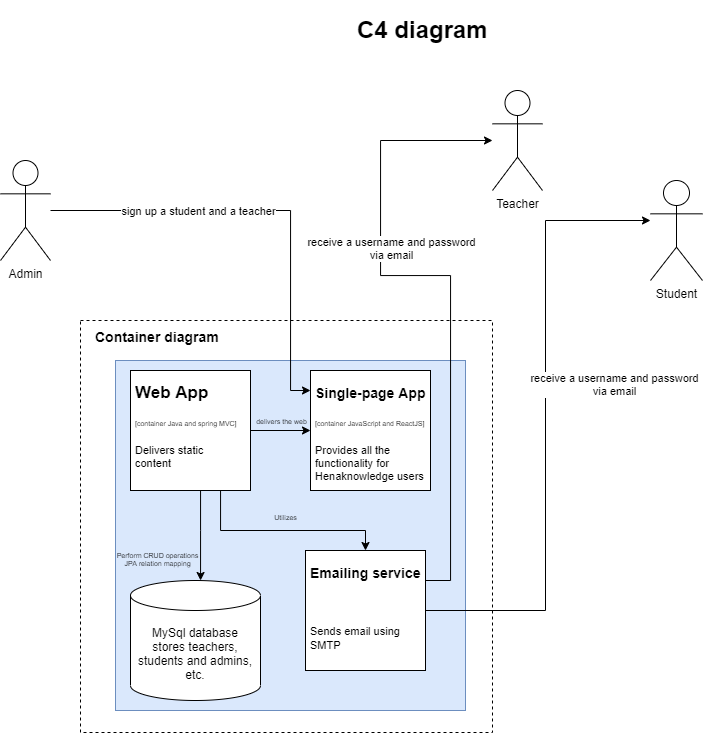 C4 diagram
Teacher
Admin
sign up a student and a teacher
receive a username and password
via email
Student
Container diagram
Web App
[container Java and spring MVC]
Delivers static
content
delivers the web
Single-page App
[container JavaScript and ReactJS]
Provides all the
functionality for
Henaknowledge users
receive a username and password
via email
Utilizes
Perform CRUD operations
JPA relation mapping
Emailing service
Sends email using
SMTP
MySql database
stores teachers,
students and admins,
etc.